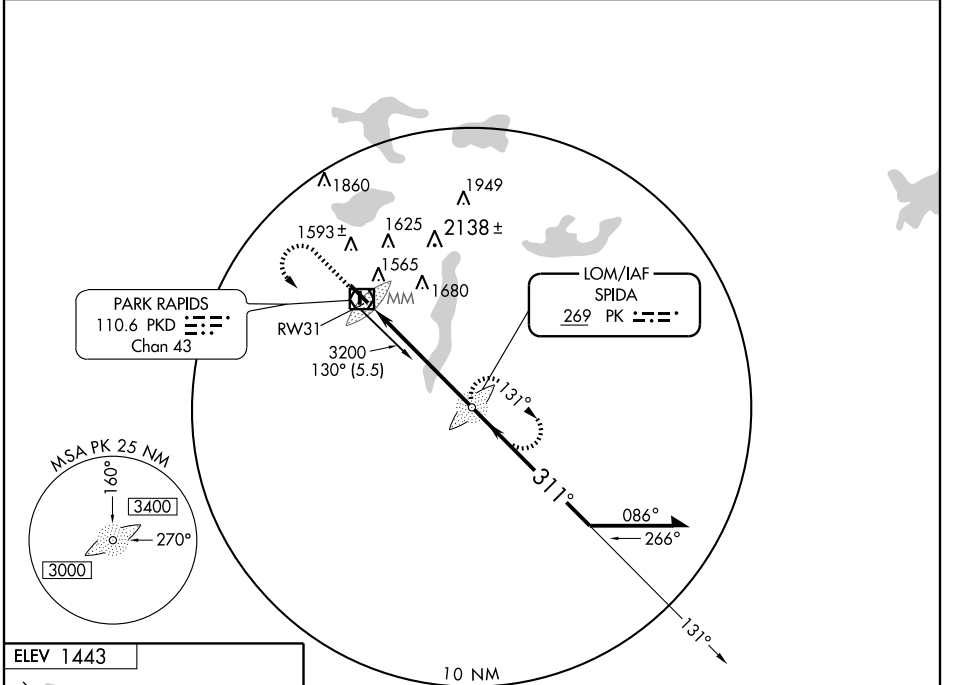 1860
1949
1593 ±
1625
2138 ±
1565
1680
MM
PARK RAPIDS
110.6 PKD
Chan 43
RW31
3200
130° (5.5)
LOM/IAF
SPIDA
269 PK
131°
MSA PK 25 NM
160°
3400
270°
3000
311°
086°
266°
131°
ELEV 1443
10 NM